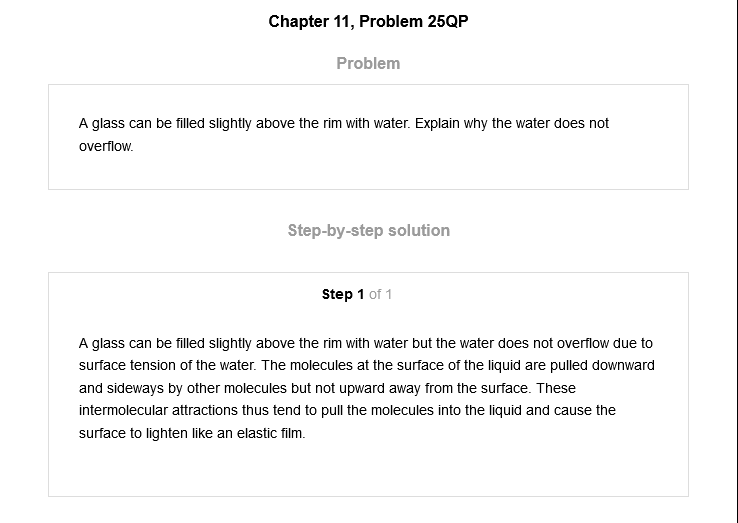 Chapter 11, Problem 25QP
Problem
A glass can be filled slightly above the rim with water. Explain why the water does not
overflow.
Step-by-step solution
Step 1 of 1
A glass can be filled slightly above the rim with water but the water does not overflow due to
surface tension of the water. The molecules at the surface of the liquid are pulled downward
and sideways by other molecules but not upward away from the surface. These
intermolecular attractions thus tend to pull the molecules into the liquid and cause the
surface to lighten like an elastic film.